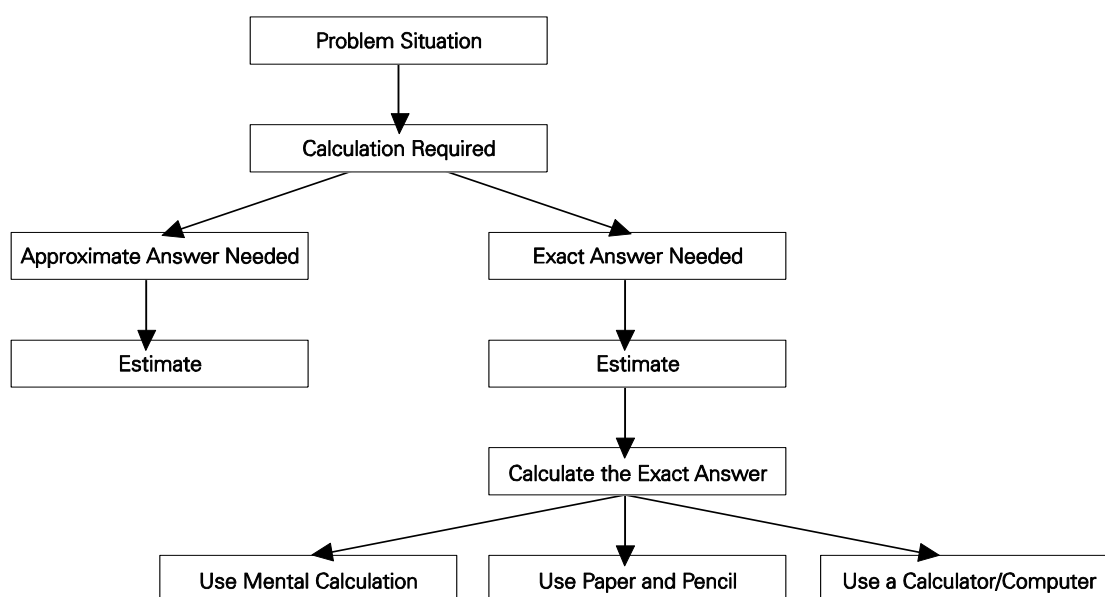 Problem Situation
Calculation Required
Approximate Answer Needed
Exact Answer Needed
Estimate
Estimate
Calculate the Exact Answer
Use Mental Calculation
Use Paper and Pencil
Use a Calculator/Computer